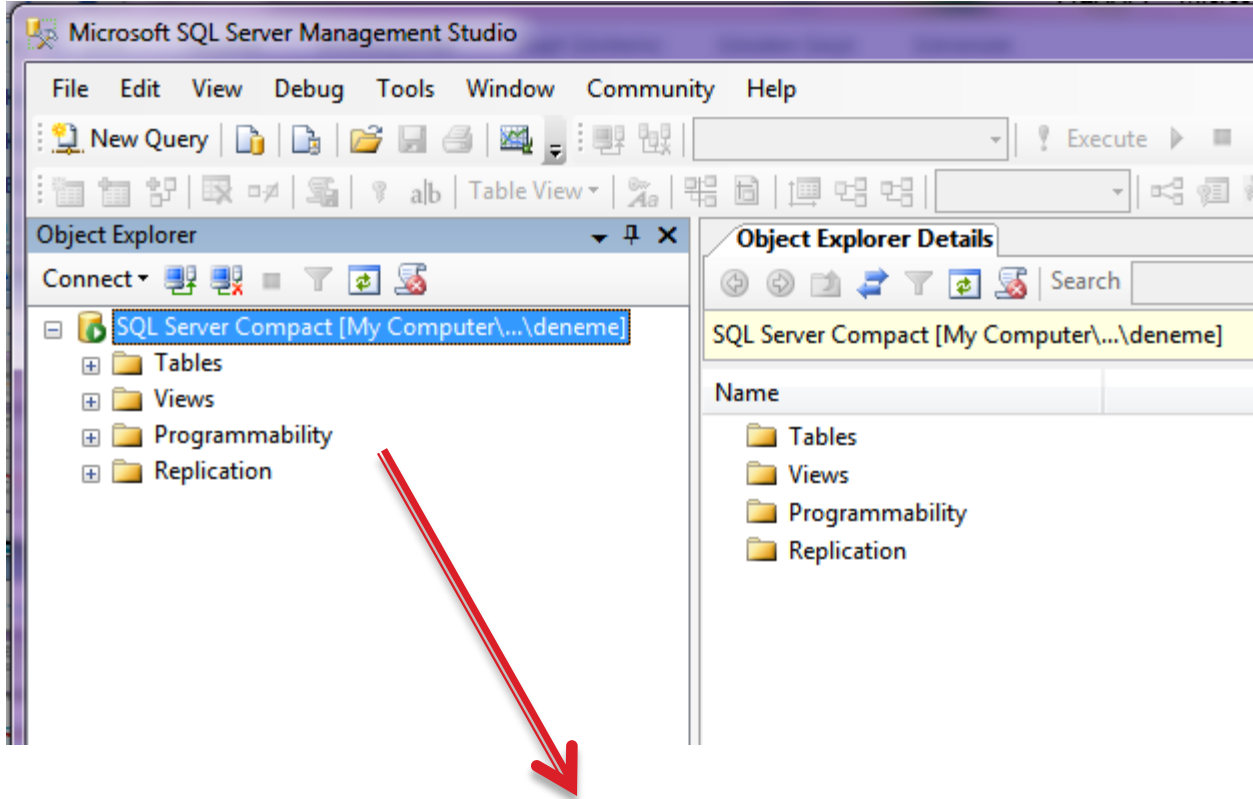 Microsoft SQL Server Management Studio
File Edit View Debug Tools Window Community Help
New Query Execute
a|b Table View
Object Explorer
Connect
SQL Server Compact [My Computer\...\deneme]
Tables
Views
Programmability
Replication
Object Explorer Details
Search
SQL Server Compact [My Computer\...\deneme]
Name
Tables
Views
Programmability
Replication